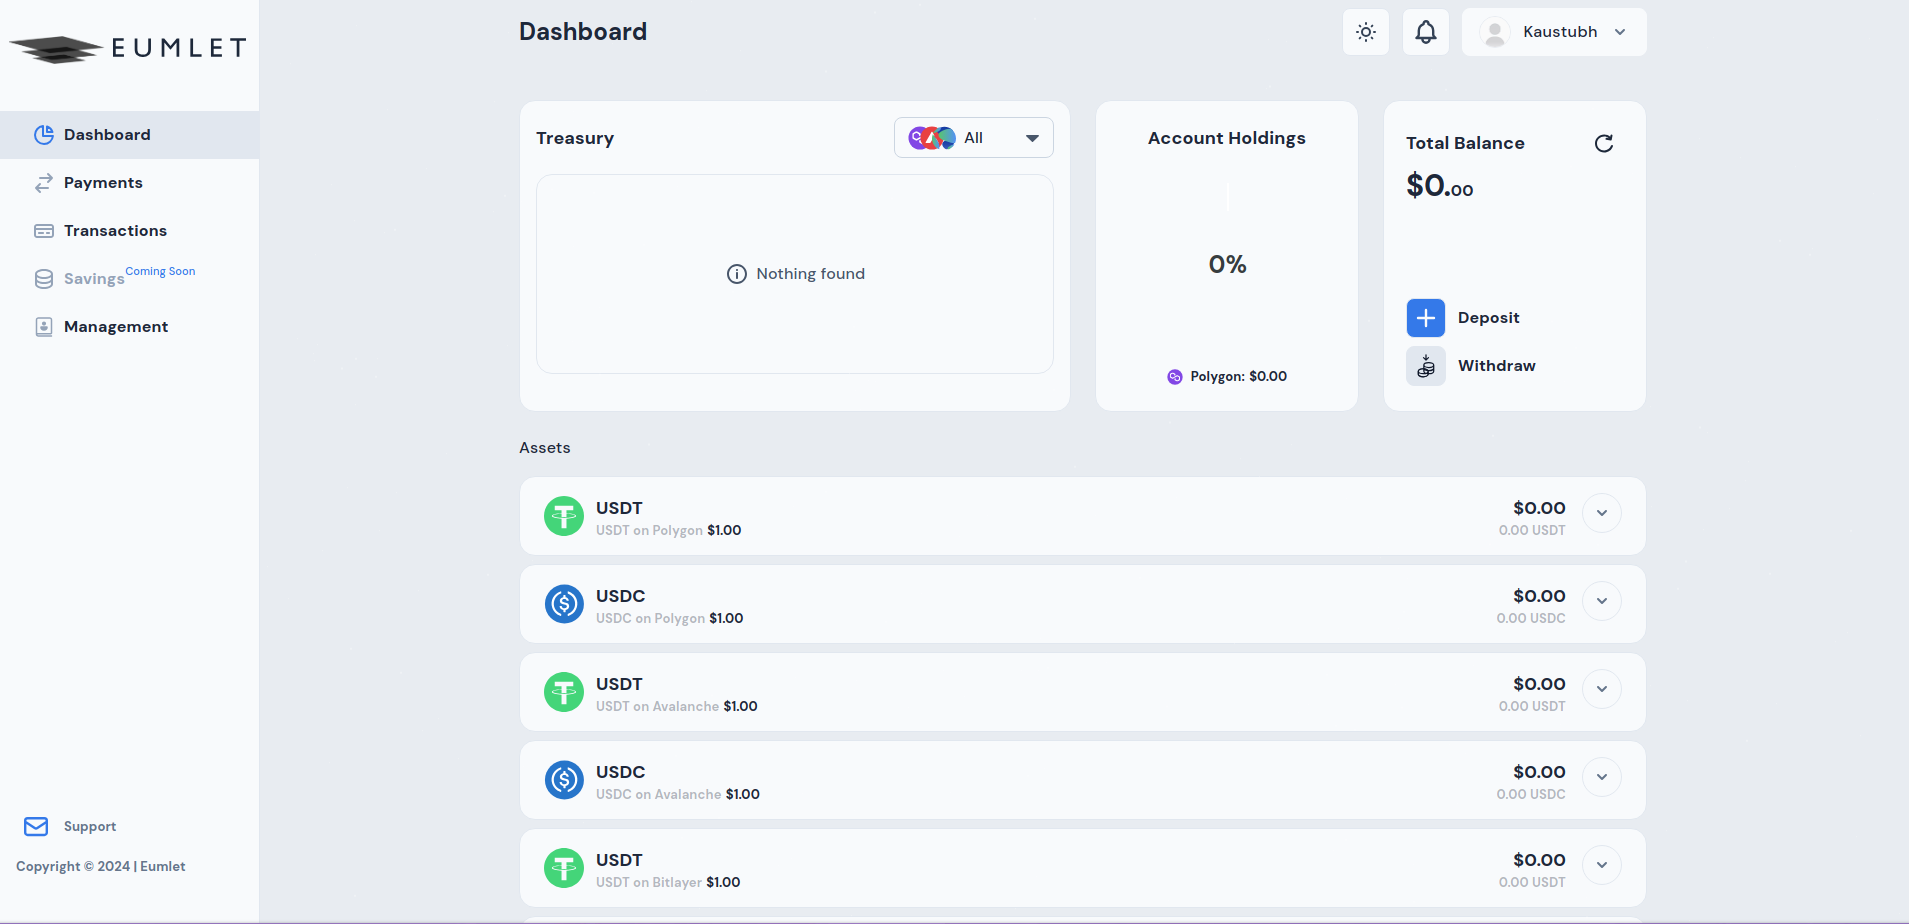 EUMLET
Dashboard
Payments
Transactions
Savings Coming Soon
Management
Support
Copyright © 2024 | Eumlet
Dashboard
Kaustubh
Treasury
All
Nothing found
Account Holdings
0%
Polygon: $0.00
Total Balance
$0.00
Deposit
Withdraw
Assets
USDT
USDT on Polygon $1.00
$0.00
0.00 USDT
USDC
USDC on Polygon $1.00
$0.00
0.00 USDC
USDT
USDT on Avalanche $1.00
$0.00
0.00 USDT
USDC
USDC on Avalanche $1.00
$0.00
0.00 USDC
USDT
USDT on Bitlayer $1.00
$0.00
0.00 USDT